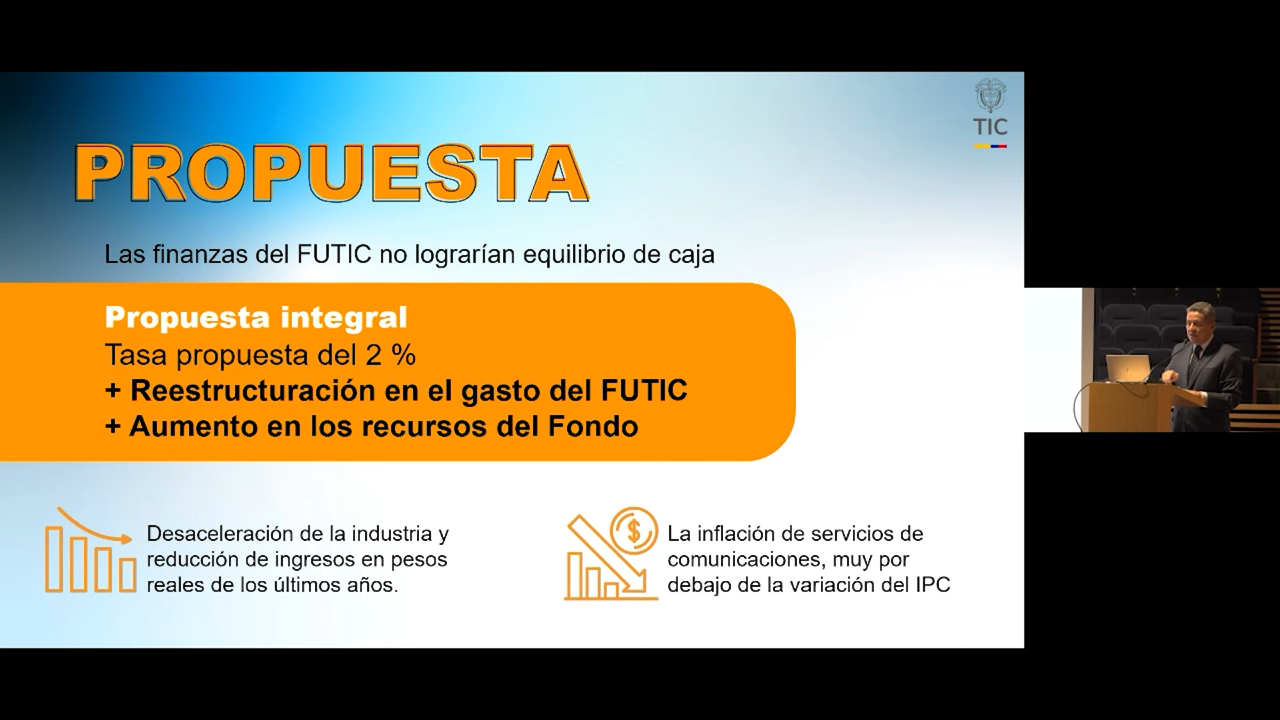 TIC
PROPUESTA
Las finanzas del FUTIC no lograrían equilibrio de caja
Propuesta integral
Tasa propuesta del 2 %
+ Reestructuración en el gasto del FUTIC
+ Aumento en los recursos del Fondo
Desaceleración de la industria y
reducción de ingresos en pesos
reales de los últimos años.
$
La inflación de servicios de
comunicaciones, muy por
debajo de la variación del IPC